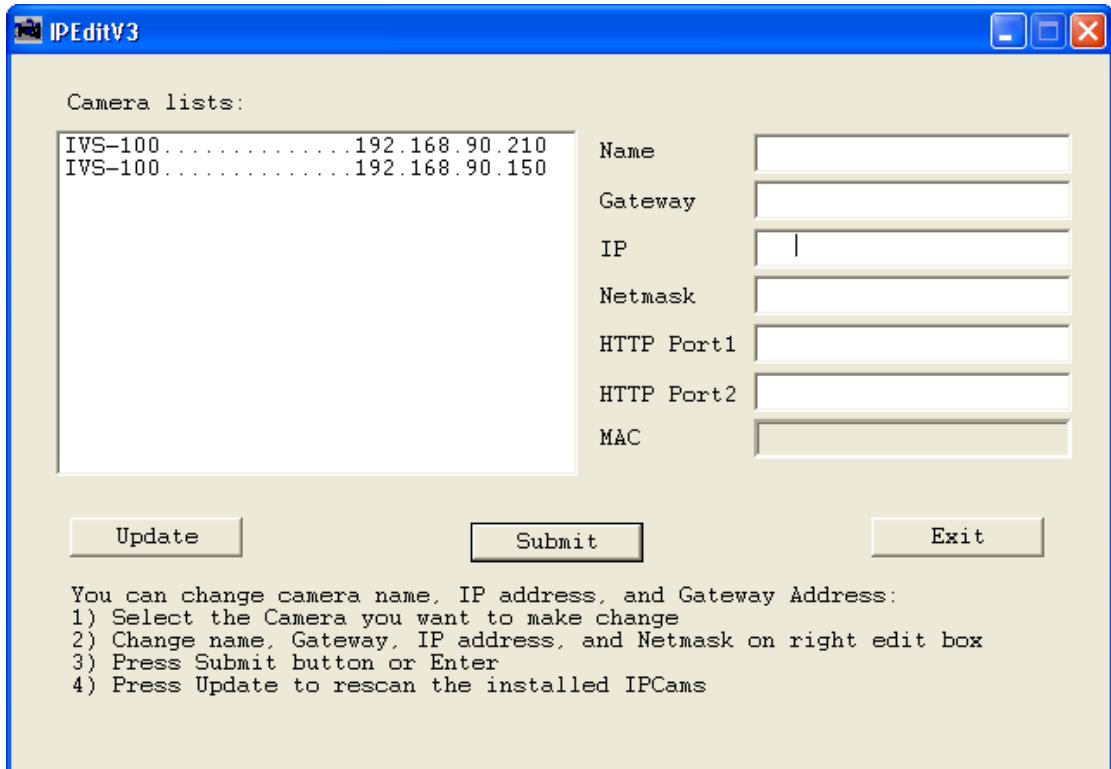 IPEditV3
Camera lists:
IVS-100..............192.168.90.210
IVS-100..............192.168.90.150
Name
Gateway
IP
Netmask
HTTP Port1
HTTP Port2
MAC
Update
Submit
Exit
You can change camera name, IP address, and Gateway Address:
1) Select the Camera you want to make change
2) Change name, Gateway, IP address, and Netmask on right edit box
3) Press Submit button or Enter
4) Press Update to rescan the installed IPCams